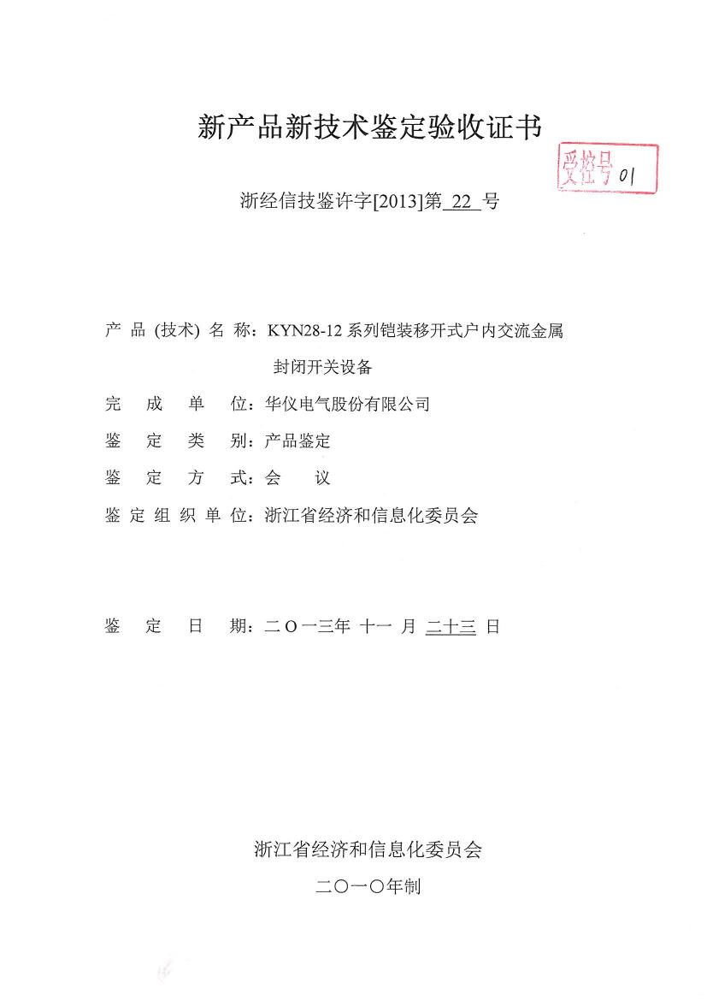 新产品新技术鉴定验收证书
受控号 01
浙经信技鉴许字[2013]第 22 号
产 品 (技术) 名 称：KYN28-12 系列铠装移开式户内交流金属
封闭开关设备
完 成 单 位：华仪电气股份有限公司
鉴 定 类 别：产品鉴定
鉴 定 方 式：会 议
鉴 定 组 织 单 位：浙江省经济和信息化委员会
鉴 定 日 期：二O一三年 十一 月 二十三 日
浙江省经济和信息化委员会
二〇一〇年制